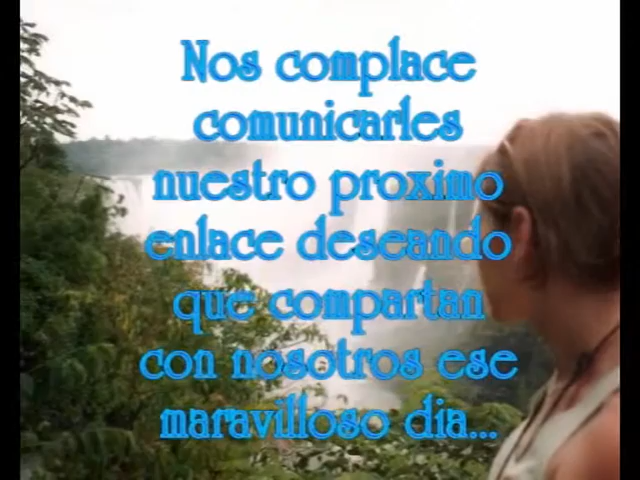 Nos complace
comunicarles
nuestro proximo
enlace deseando
que compartan
con nosotros ese
maravilloso dia...